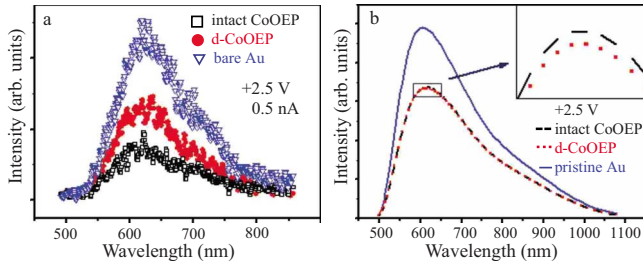 a
intact CoOEP
d-CoOEP
bare Au
+2.5 V
0.5 nA
Intensity (arb. units)
500 600 700 800
Wavelength (nm)
b
+2.5 V
intact CoOEP
d-CoOEP
pristine Au
Intensity (arb. units)
500 600 700 800 900 1000 1100
Wavelength (nm)